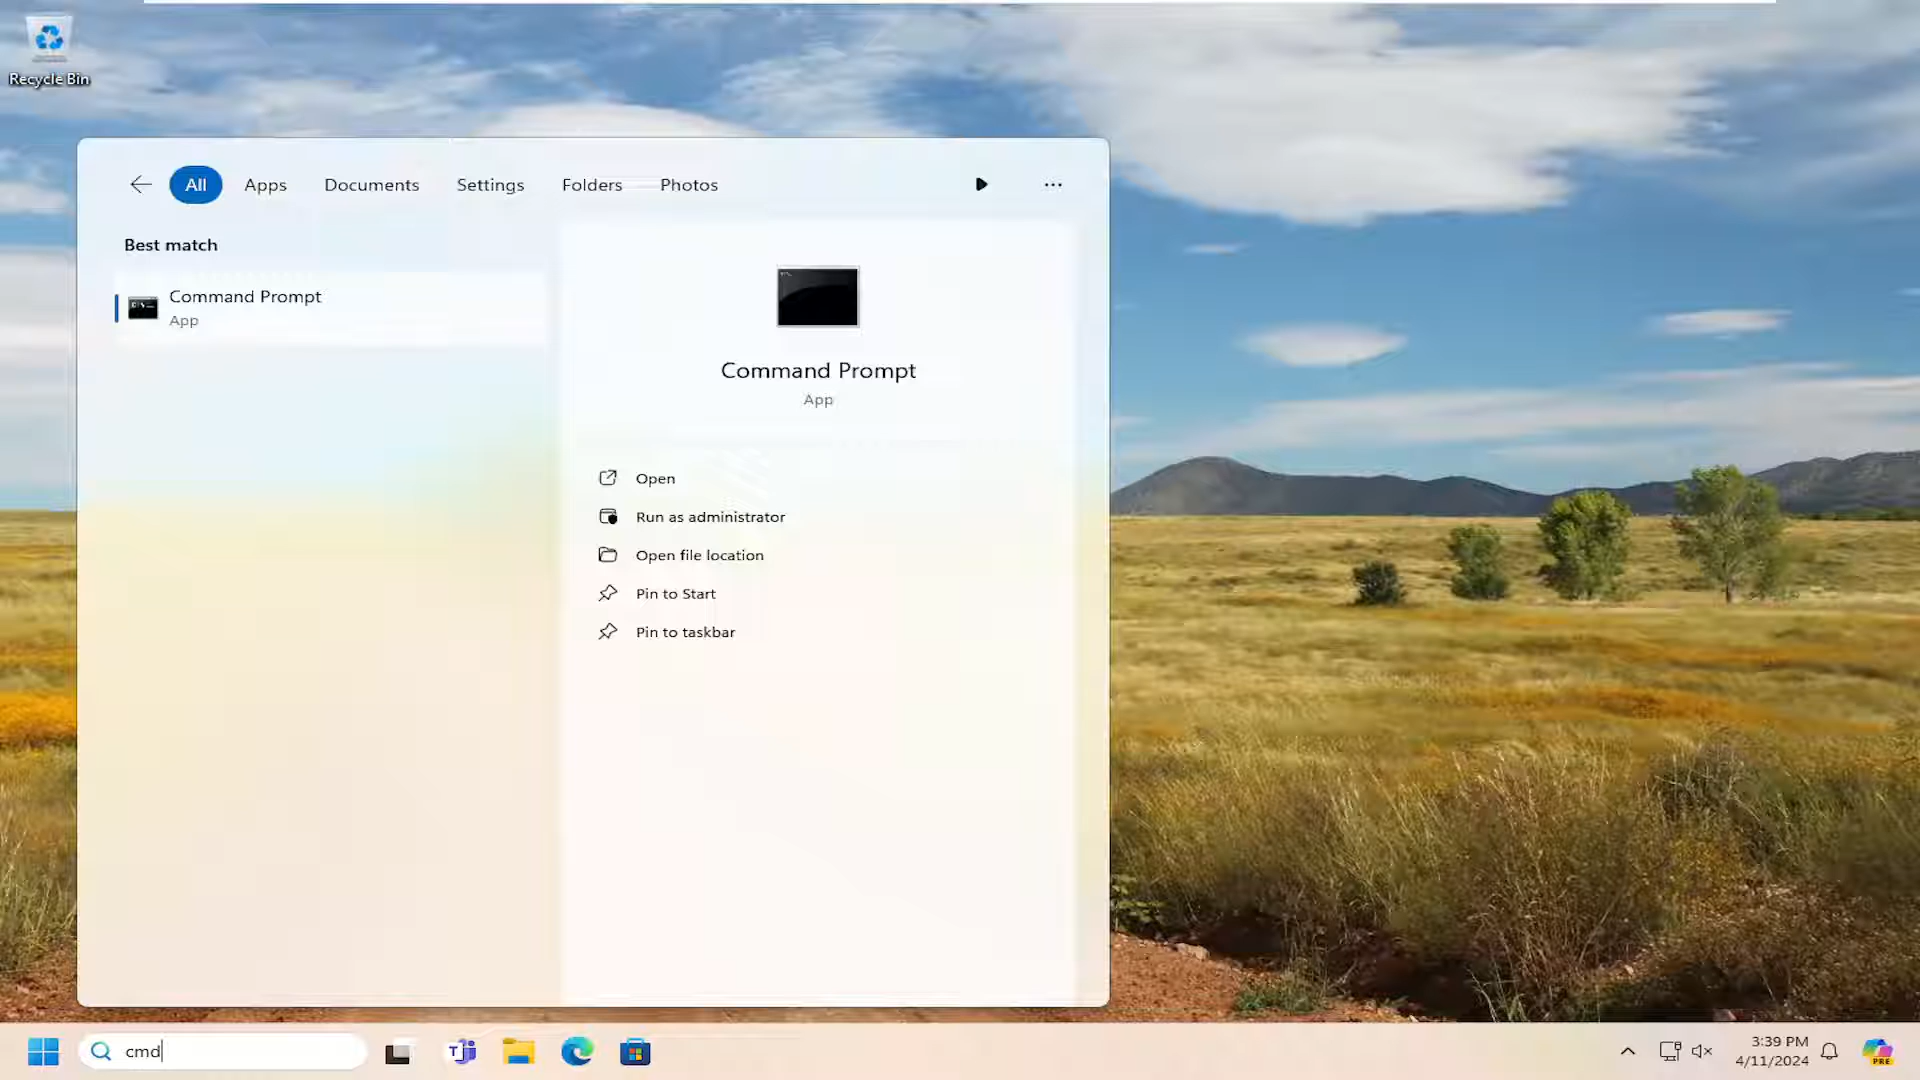 Recycle Bin
All Apps Documents Settings Folders Photos
Best match
Command Prompt
App
Command Prompt
App
Open
Run as administrator
Open file location
Pin to Start
Pin to taskbar
cmd
3:39 PM
4/11/2024
PRE